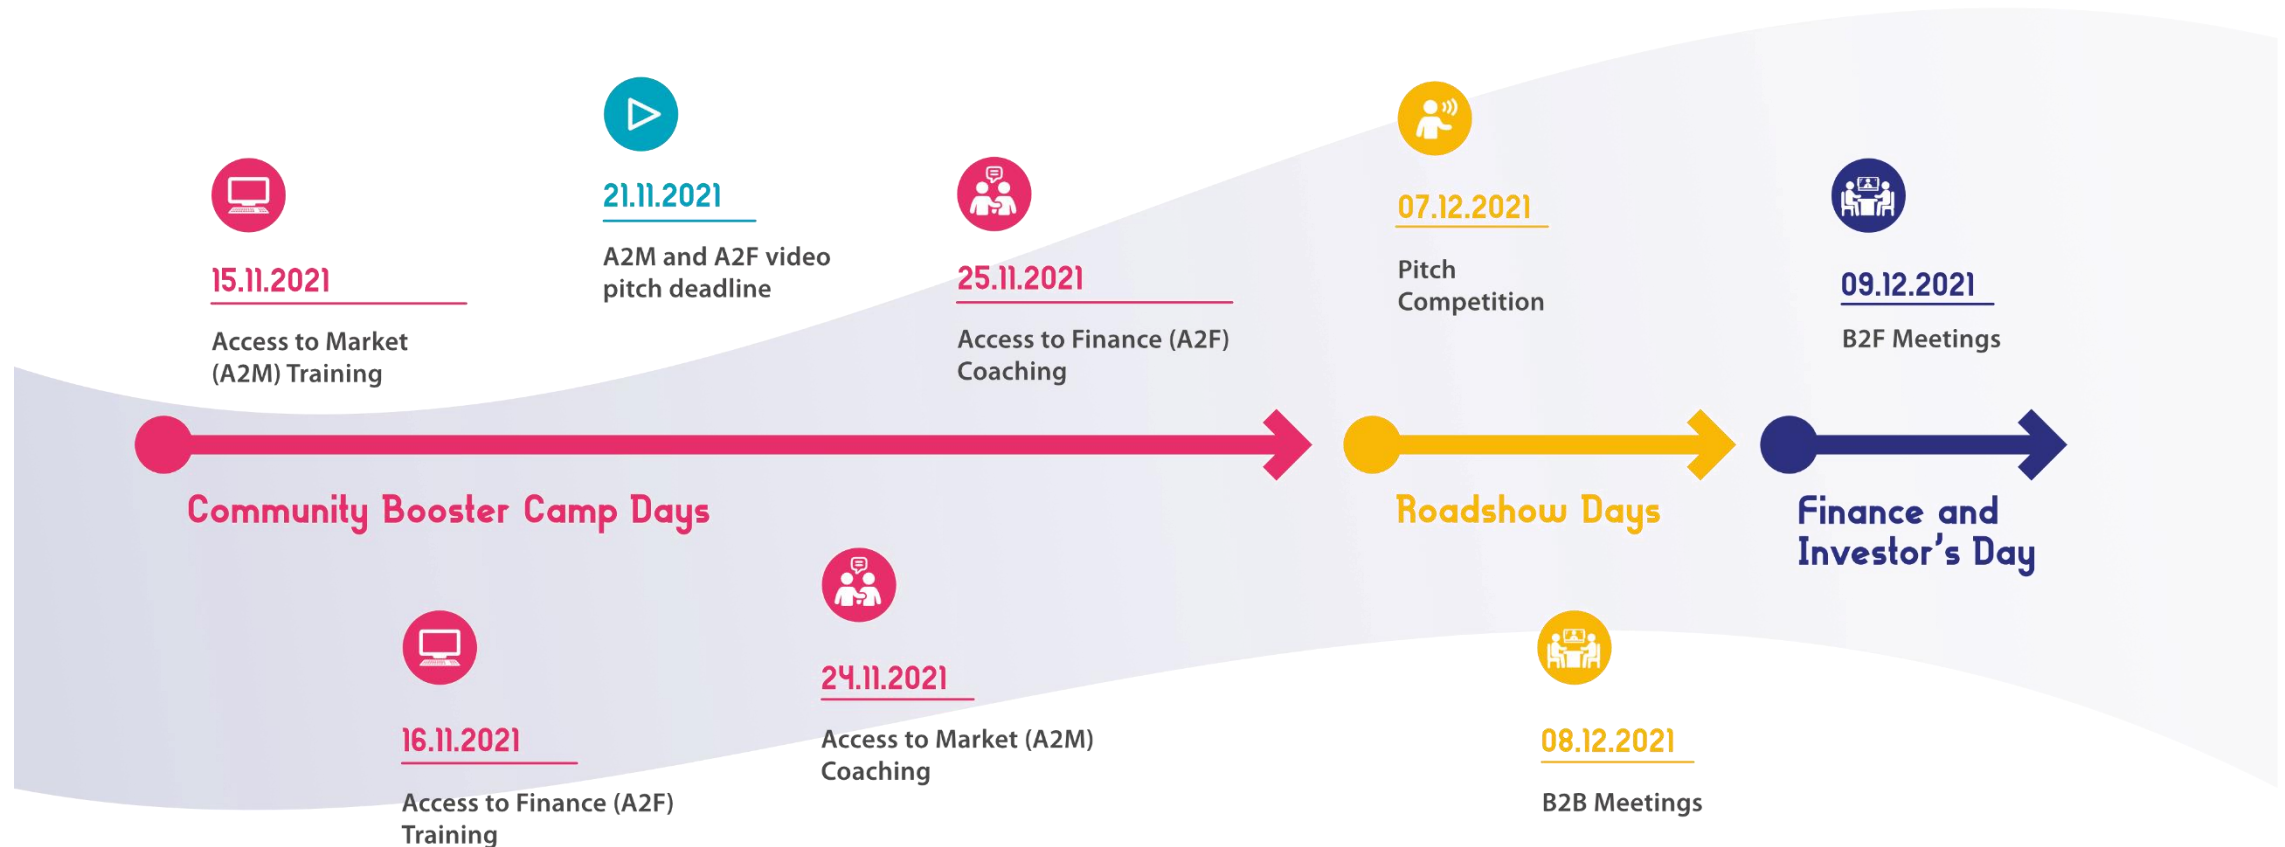 21.11.2021
A2M and A2F video
pitch deadline
15.11.2021
Access to Market
(A2M) Training
25.11.2021
Access to Finance (A2F)
Coaching
07.12.2021
Pitch
Competition
09.12.2021
B2F Meetings
Community Booster Camp Days
Roadshow Days
Finance and
Investor's Day
16.11.2021
Access to Finance (A2F)
Training
24.11.2021
Access to Market (A2M)
Coaching
08.12.2021
B2B Meetings